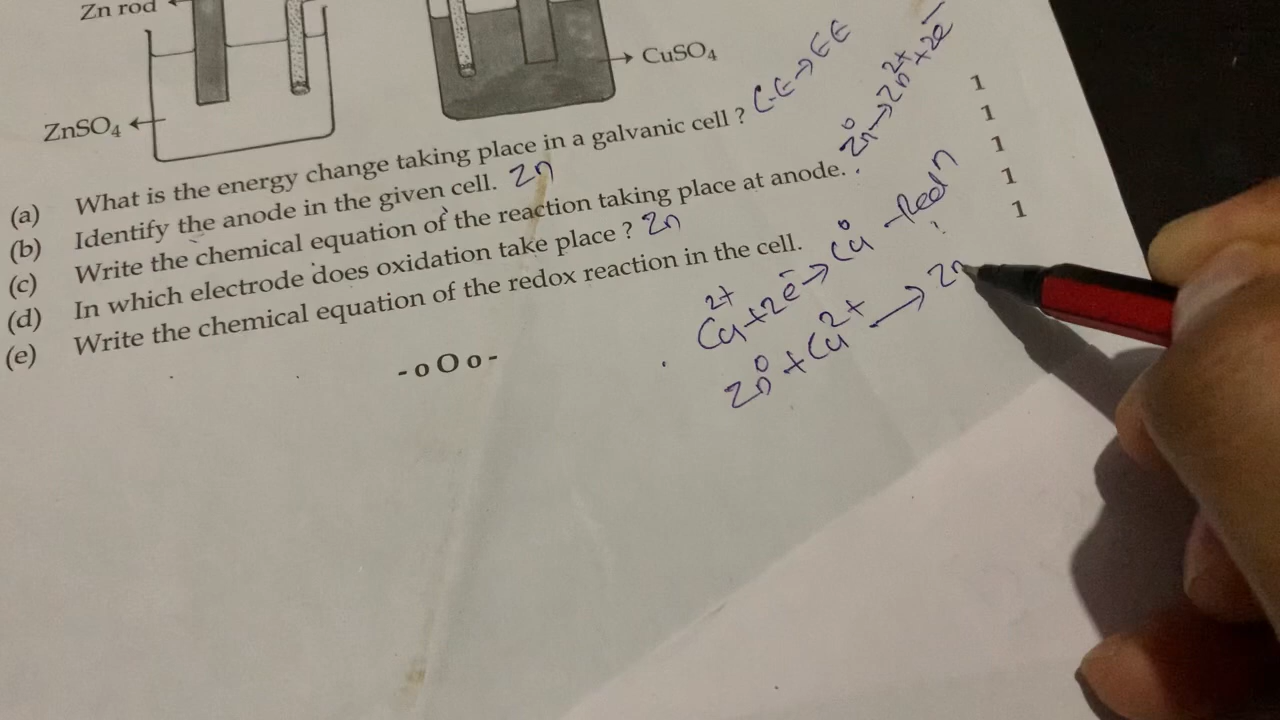 Zn rod
ZnSO₄
CuSO₄
(a) What is the energy change taking place in a galvanic cell ? C.E→EE 1
(b) Identify the anode in the given cell. Zn 1
(c) Write the chemical equation of the reaction taking place at anode. Zn⁰→Zn²⁺+2e⁻ 1
(d) In which electrode does oxidation take place ? Zn 1
(e) Write the chemical equation of the redox reaction in the cell. 1
Cu²⁺+2e⁻→Cu⁰ -Redn
Zn⁰+Cu²⁺→Zn
-oOo-